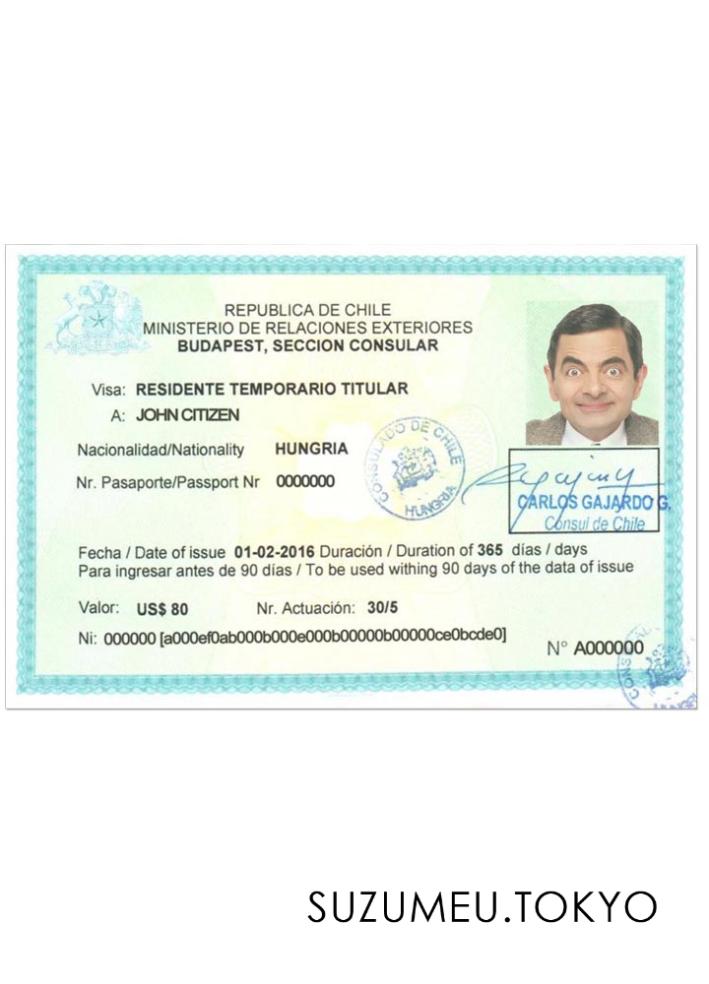 REPUBLICA DE CHILE
MINISTERIO DE RELACIONES EXTERIORES
BUDAPEST, SECCION CONSULAR
Visa: RESIDENTE TEMPORARIO TITULAR
A: JOHN CITIZEN
Nacionalidad/Nationality HUNGRIA
Nr. Pasaporte/Passport Nr 0000000
CONSULADO DE CHILE
HUNGRIA
CARLOS GAJARDO G.
Cónsul de Chile
Fecha / Date of issue 01-02-2016 Duración / Duration of 365 días / days
Para ingresar antes de 90 días / To be used withing 90 days of the data of issue
Valor: US$ 80 Nr. Actuación: 30/5
Ni: 000000 [a000ef0ab000b000e000b00000b00000ce0bcde0]
N° A000000
SUZUMEU.TOKYO